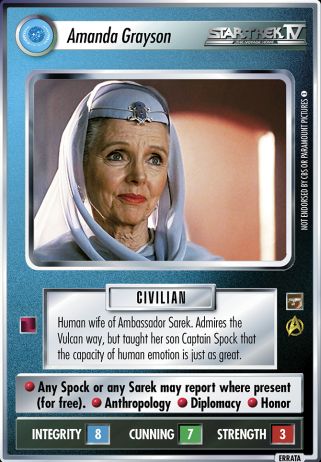 Amanda Grayson
STAR TREK IV
THE VOYAGE HOME
NOT ENDORSED BY CBS OR PARAMOUNT PICTURES
CIVILIAN
Human wife of Ambassador Sarek. Admires the
Vulcan way, but taught her son Captain Spock that
the capacity of human emotion is just as great.
Any Spock or any Sarek may report where present
(for free). • Anthropology • Diplomacy • Honor
INTEGRITY 8 CUNNING 7 STRENGTH 3
ERRATA